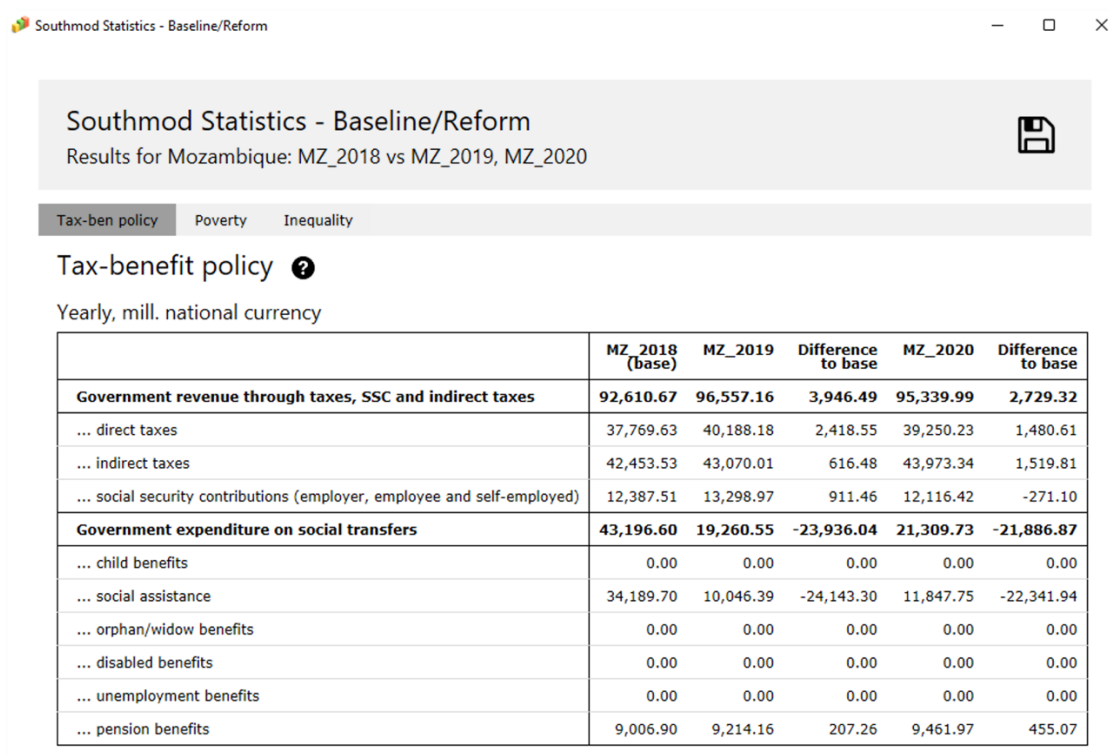 Southmod Statistics - Baseline/Reform
Southmod Statistics - Baseline/Reform
Results for Mozambique: MZ_2018 vs MZ_2019, MZ_2020
Tax-ben policy Poverty Inequality
Tax-benefit policy ?
Yearly, mill. national currency
MZ_2018 (base) MZ_2019 Difference to base MZ_2020 Difference to base
Government revenue through taxes, SSC and indirect taxes 92,610.67 96,557.16 3,946.49 95,339.99 2,729.32
... direct taxes 37,769.63 40,188.18 2,418.55 39,250.23 1,480.61
... indirect taxes 42,453.53 43,070.01 616.48 43,973.34 1,519.81
... social security contributions (employer, employee and self-employed) 12,387.51 13,298.97 911.46 12,116.42 -271.10
Government expenditure on social transfers 43,196.60 19,260.55 -23,936.04 21,309.73 -21,886.87
... child benefits 0.00 0.00 0.00 0.00 0.00
... social assistance 34,189.70 10,046.39 -24,143.30 11,847.75 -22,341.94
... orphan/widow benefits 0.00 0.00 0.00 0.00 0.00
... disabled benefits 0.00 0.00 0.00 0.00 0.00
... unemployment benefits 0.00 0.00 0.00 0.00 0.00
... pension benefits 9,006.90 9,214.16 207.26 9,461.97 455.07